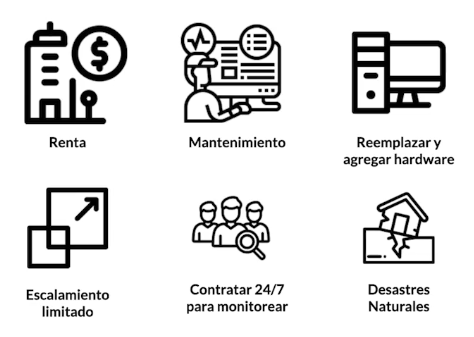 $
Renta
Mantenimiento
Reemplazar y
agregar hardware
Escalamiento
limitado
Contratar 24/7
para monitorear
Desastres
Naturales